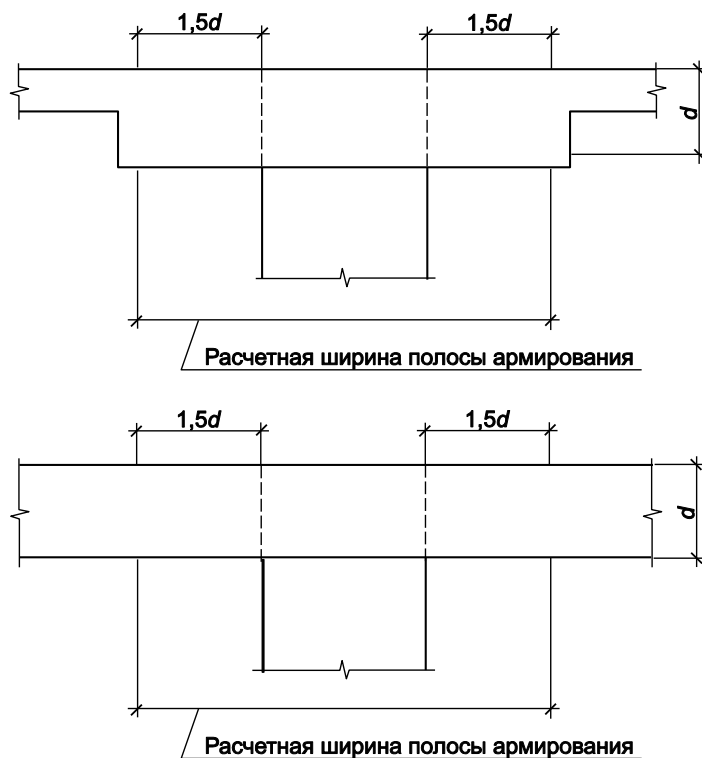 1,5d 1,5d
d
Расчетная ширина полосы армирования
1,5d 1,5d
d
Расчетная ширина полосы армирования